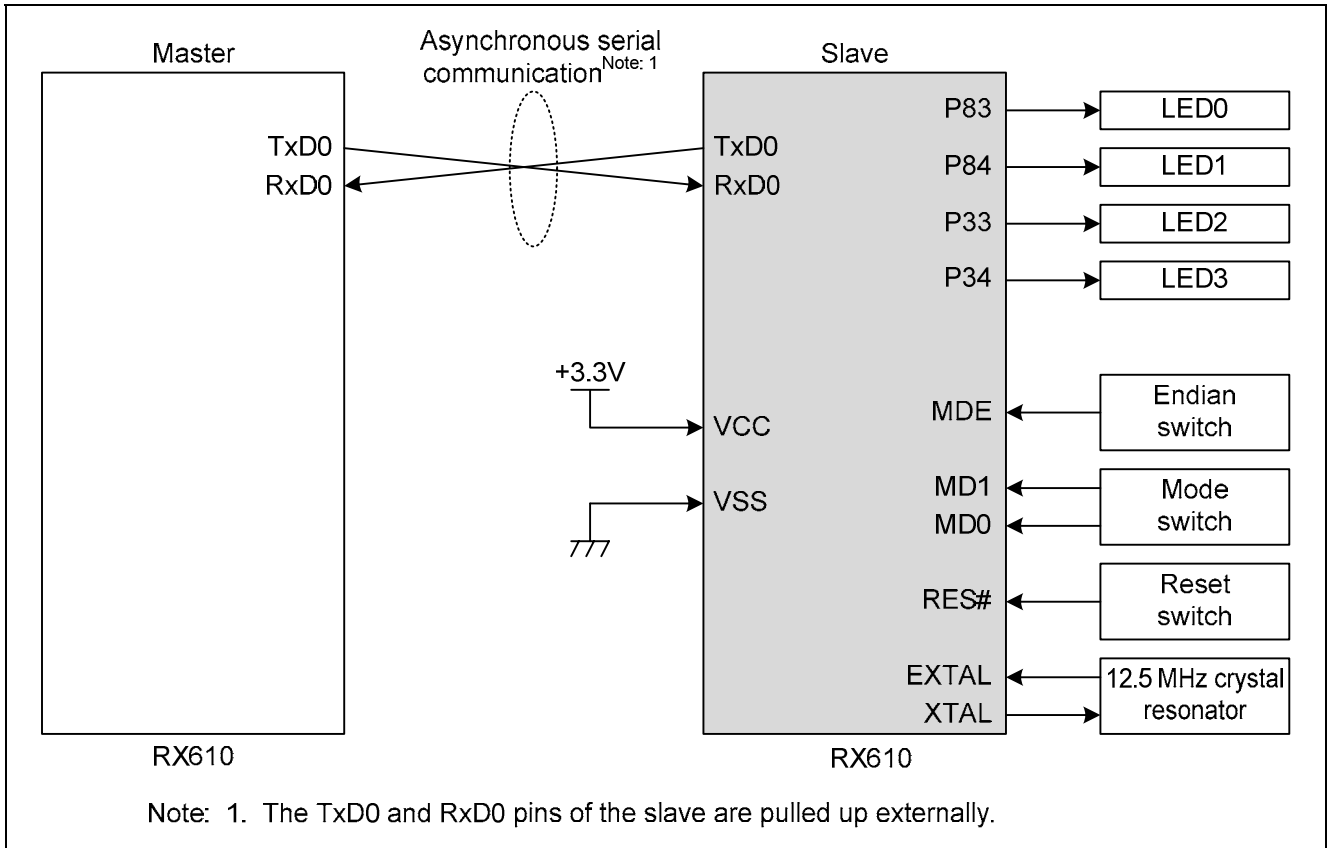 Master
Asynchronous serial
communication Note: 1
Slave
TxD0
RxD0
TxD0
RxD0
P83
LED0
P84
LED1
P33
LED2
P34
LED3
+3.3V
VCC
VSS
MDE
Endian
switch
MD1
MD0
Mode
switch
RES#
Reset
switch
EXTAL
XTAL
12.5 MHz crystal
resonator
RX610
RX610
Note: 1. The TxD0 and RxD0 pins of the slave are pulled up externally.